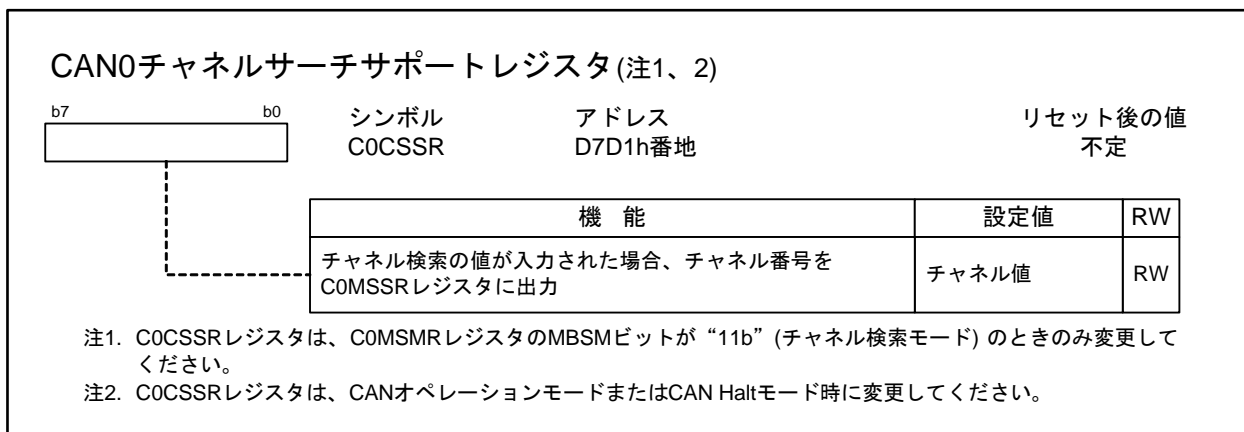 CAN0チャネルサーチサポートレジスタ(注1、2)
b7 b0 シンボル アドレス リセット後の値
C0CSSR D7D1h番地 不定
機 能 設定値 RW
チャネル検索の値が入力された場合、チャネル番号を
C0MSSRレジスタに出力 チャネル値 RW
注1. C0CSSRレジスタは、C0MSMRレジスタのMBSMビットが“11b”(チャネル検索モード) のときのみ変更して
ください。
注2. C0CSSRレジスタは、CANオペレーションモードまたはCAN Haltモード時に変更してください。